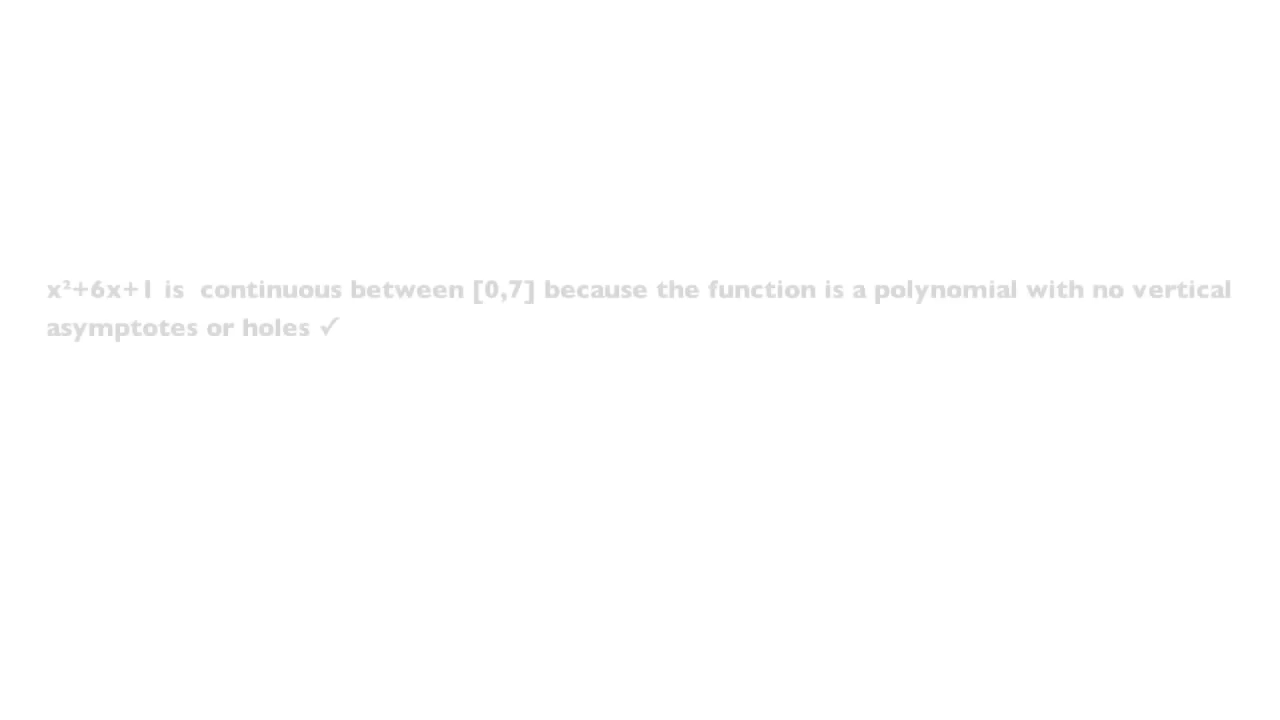 x²+6x+1 is  continuous between [0,7] because the function is a polynomial with no vertical
asymptotes or holes ✓